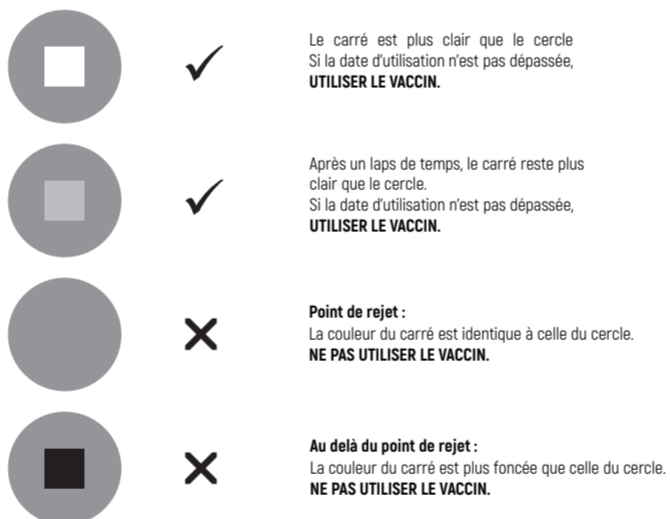 Le carré est plus clair que le cercle
Si la date d'utilisation n'est pas dépassée,
UTILISER LE VACCIN.
Après un laps de temps, le carré reste plus
clair que le cercle.
Si la date d'utilisation n'est pas dépassée,
UTILISER LE VACCIN.
Point de rejet :
La couleur du carré est identique à celle du cercle.
NE PAS UTILISER LE VACCIN.
Au delà du point de rejet :
La couleur du carré est plus foncée que celle du cercle.
NE PAS UTILISER LE VACCIN.